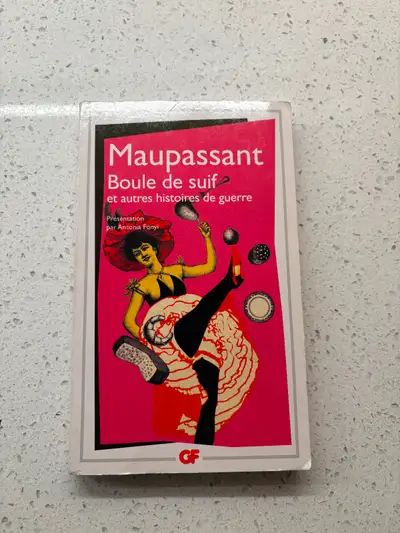 Maupassant
Boule de suif
et autres histoires de guerre
Présentation
par Antonia Fonyi
GF